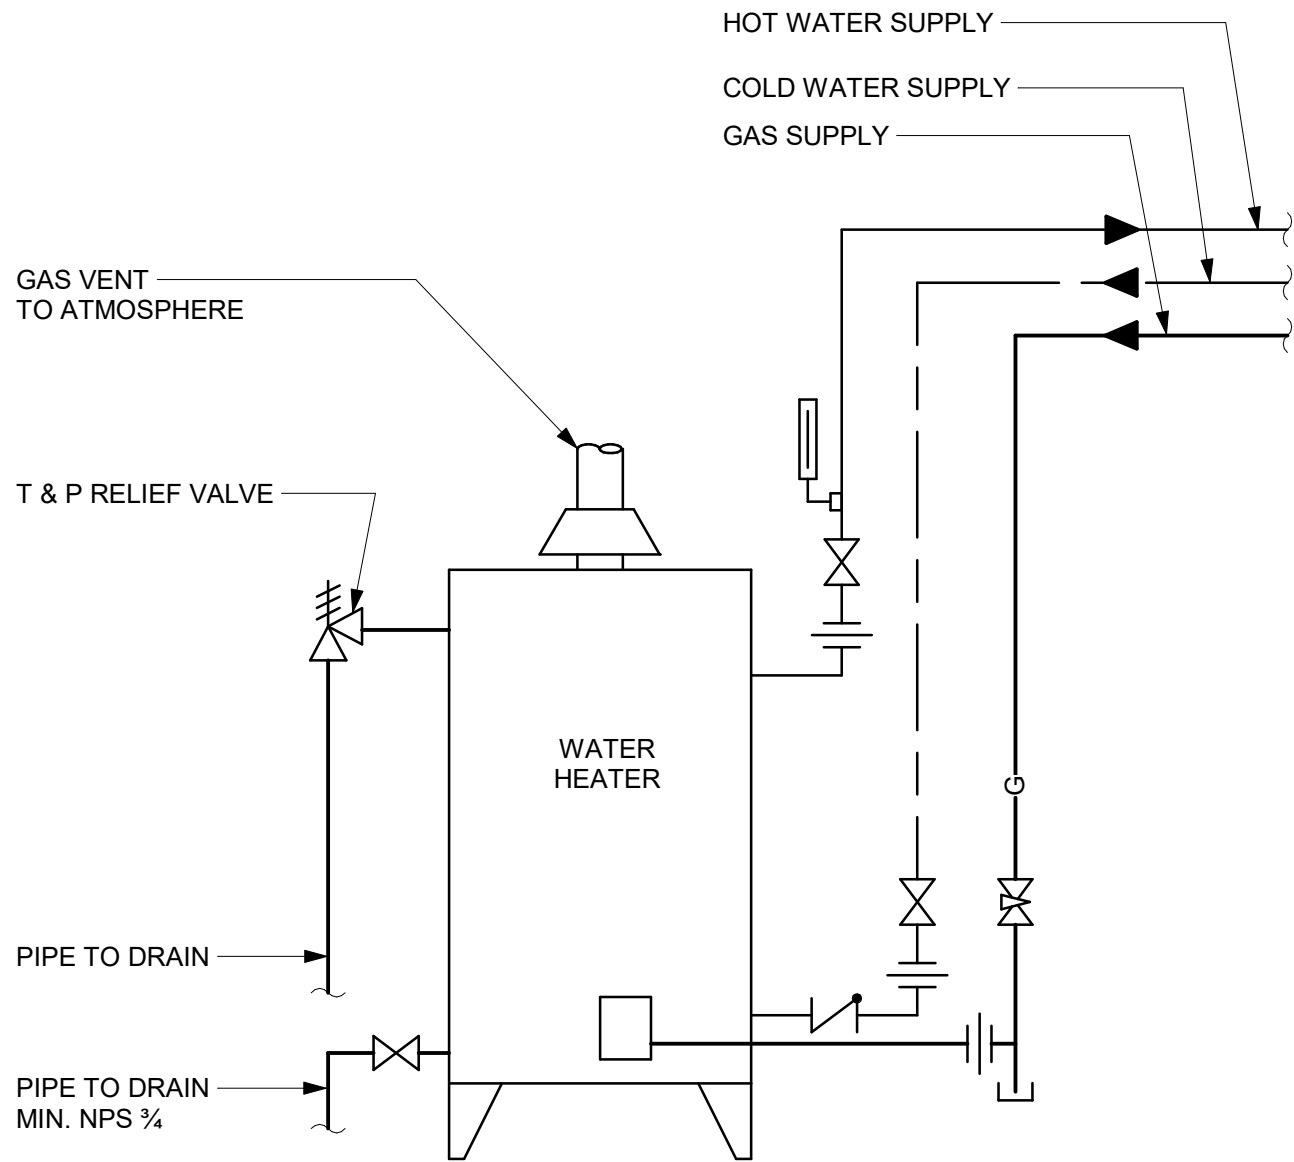 HOT WATER SUPPLY
COLD WATER SUPPLY
GAS SUPPLY
GAS VENT
TO ATMOSPHERE
T & P RELIEF VALVE
WATER
HEATER
G
PIPE TO DRAIN
PIPE TO DRAIN
MIN. NPS ¾